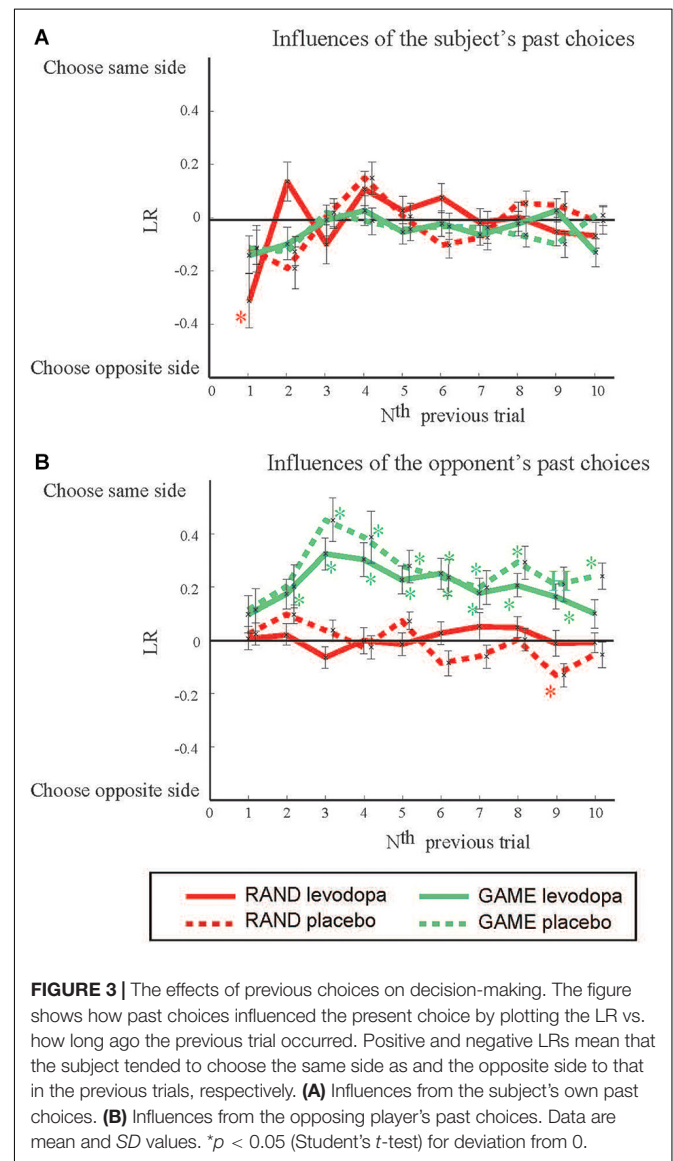 A
Influences of the subject's past choices
Choose same side
0.4
0.2
0
-0.2
-0.4
LR
*
Choose opposite side
0 1 2 3 4 5 6 7 8 9 10
Nth previous trial
B
Influences of the opponent's past choices
Choose same side
0.4
0.2
0
-0.2
-0.4
LR
* * * * * * * * * * * * * * * *
*
Choose opposite side
0 1 2 3 4 5 6 7 8 9 10
Nth previous trial
RAND levodopa GAME levodopa
RAND placebo GAME placebo
FIGURE 3 | The effects of previous choices on decision-making. The figure
shows how past choices influenced the present choice by plotting the LR vs.
how long ago the previous trial occurred. Positive and negative LRs mean that
the subject tended to choose the same side as and the opposite side to that
in the previous trials, respectively. (A) Influences from the subject's own past
choices. (B) Influences from the opposing player's past choices. Data are
mean and SD values. *p < 0.05 (Student's t-test) for deviation from 0.